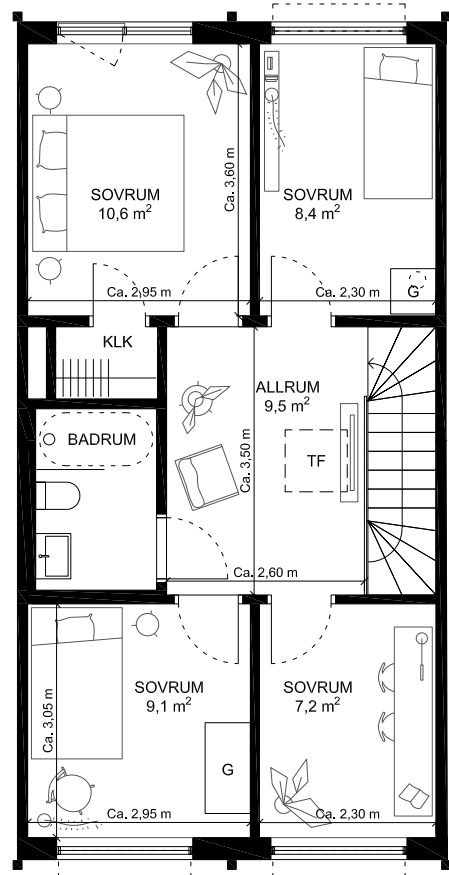 SOVRUM
10,6 m²
Ca. 3,60 m
SOVRUM
8,4 m²
Ca. 2,95 m
Ca. 2,30 m
G
KLK
ALLRUM
9,5 m²
BADRUM
Ca. 3,50 m
TF
Ca. 2,60 m
SOVRUM
9,1 m²
Ca. 3,05 m
G
Ca. 2,95 m
SOVRUM
7,2 m²
Ca. 2,30 m